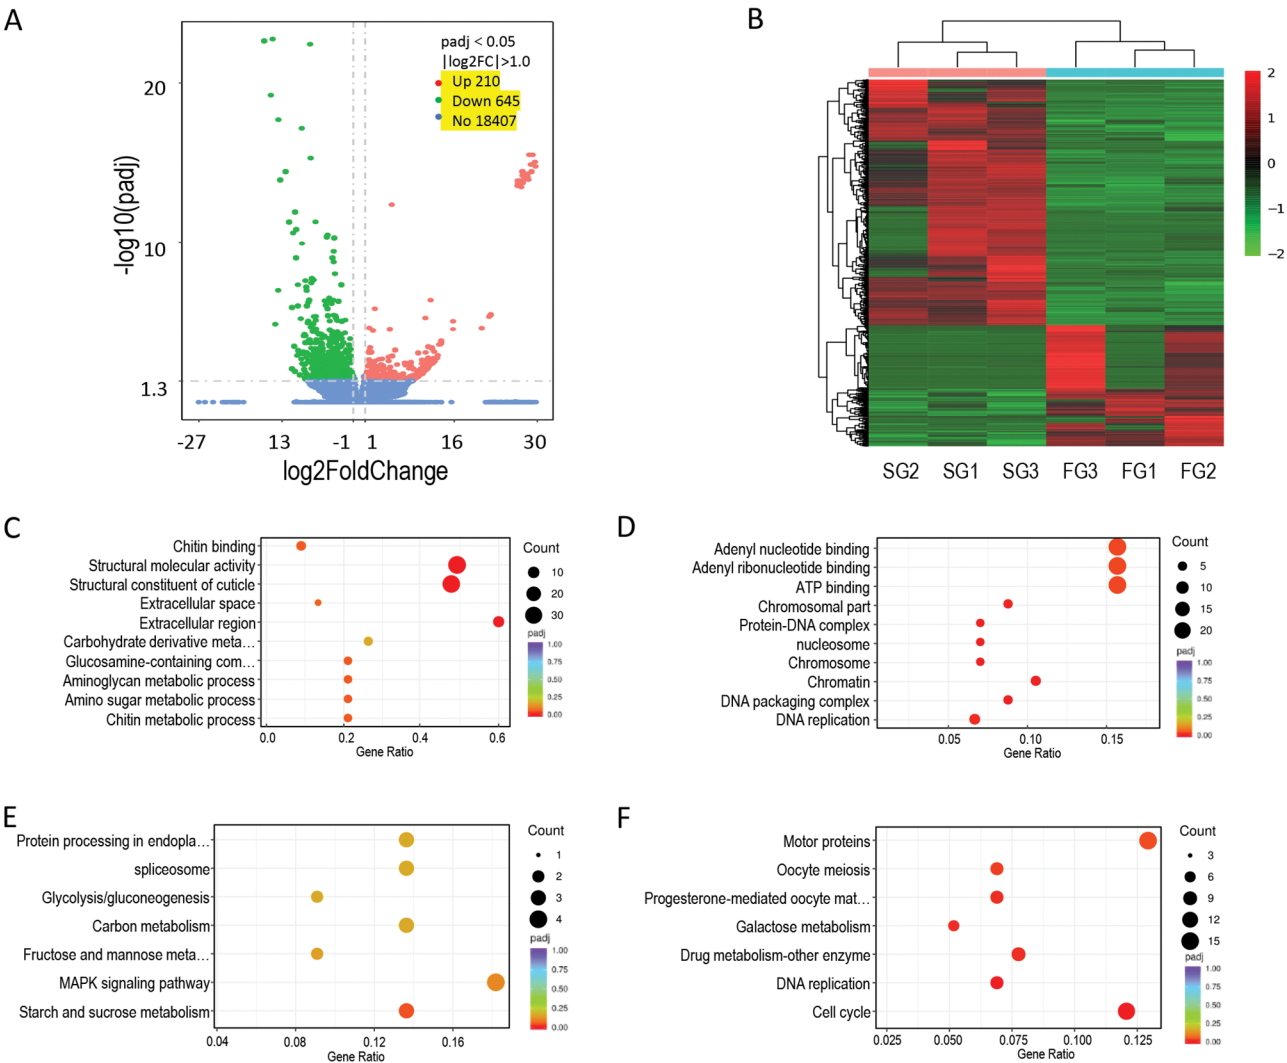 A
padj < 0.05
|log2FC|>1.0
Up 210
Down 645
No 18407
20
10
1.3
-log10(padj)
-27 13 -1 1 16 30
log2FoldChange
B
2
1
0
−1
−2
SG2 SG1 SG3 FG3 FG1 FG2
C
Chitin binding
Structural molecular activity
Structural constituent of cuticle
Extracellular space
Extracellular region
Carbohydrate derivative meta…
Glucosamine-containing com…
Aminoglycan metabolic process
Amino sugar metabolic process
Chitin metabolic process
0.0 0.2 0.4 0.6
Gene Ratio
Count
10
20
30
padj
1.00
0.75
0.50
0.25
0.00
D
Adenyl nucleotide binding
Adenyl ribonucleotide binding
ATP binding
Chromosomal part
Protein-DNA complex
nucleosome
Chromosome
Chromatin
DNA packaging complex
DNA replication
0.05 0.10 0.15
Gene Ratio
Count
5
10
15
20
padj
1.00
0.75
0.50
0.25
0.00
E
Protein processing in endopla…
spliceosome
Glycolysis/gluconeogenesis
Carbon metabolism
Fructose and mannose meta…
MAPK signaling pathway
Starch and sucrose metabolism
0.04 0.08 0.12 0.16
Gene Ratio
Count
1
2
3
4
padj
1.00
0.75
0.50
0.25
0.00
F
Motor proteins
Oocyte meiosis
Progesterone-mediated oocyte mat…
Galactose metabolism
Drug metabolism-other enzyme
DNA replication
Cell cycle
0.025 0.050 0.075 0.100 0.125
Gene Ratio
Count
3
6
9
12
15
padj
1.00
0.75
0.50
0.25
0.00